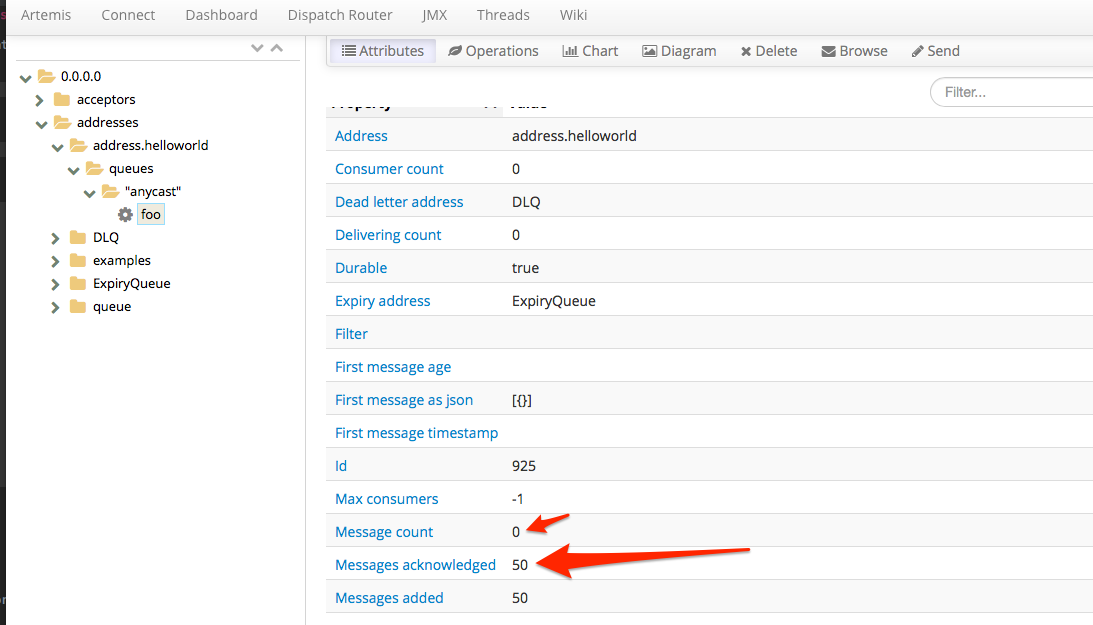 Artemis Connect Dashboard Dispatch Router JMX Threads Wiki
Attributes Operations Chart Diagram Delete Browse Send
Filter...
0.0.0.0
acceptors
addresses
address.helloworld
queues
"anycast"
foo
DLQ
examples
ExpiryQueue
queue
Property Value
Address address.helloworld
Consumer count 0
Dead letter address DLQ
Delivering count 0
Durable true
Expiry address ExpiryQueue
Filter
First message age
First message as json [{}]
First message timestamp
Id 925
Max consumers -1
Message count 0
Messages acknowledged 50
Messages added 50